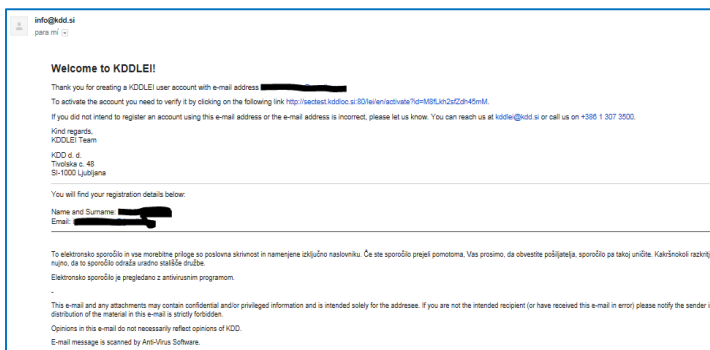 info@kdd.si
para mí
Welcome to KDDLEI!
Thank you for creating a KDDLEI user account with e-mail address
To activate the account you need to verify it by clicking on the following link http://sectest.kddloc.si:80/lei/en/activate?id=M8fLkh2sfZdh45mM.
If you did not intend to register an account using this e-mail address or the e-mail address is incorrect, please let us know. You can reach us at kddlei@kdd.si or call us on +386 1 307 3500.
Kind regards,
KDDLEI Team
KDD d. d.
Tivolska c. 48
SI-1000 Ljubljana
You will find your registration details below:
Name and Surname:
Email:
To elektronsko sporočilo in vse morebitne priloge so poslovna skrivnost in namenjene izključno naslovniku. Če ste sporočilo prejeli pomotoma, Vas prosimo, da obvestite pošiljatelja, sporočilo pa takoj uničite. Kakršnokoli razkritj
nujno, da to sporočilo odraža uradno stališče družbe.
Elektronsko sporočilo je pregledano z antivirusnim programom.
-
This e-mail and any attachments may contain confidential and/or privileged information and is intended solely for the addresee. If you are not the intended recipient (or have received this e-mail in error) please notify the sender i
distribution of the material in this e-mail is strictly forbidden.
Opinions in this e-mail do not necessarily reflect opinions of KDD.
E-mail message is scanned by Anti-Virus Software.